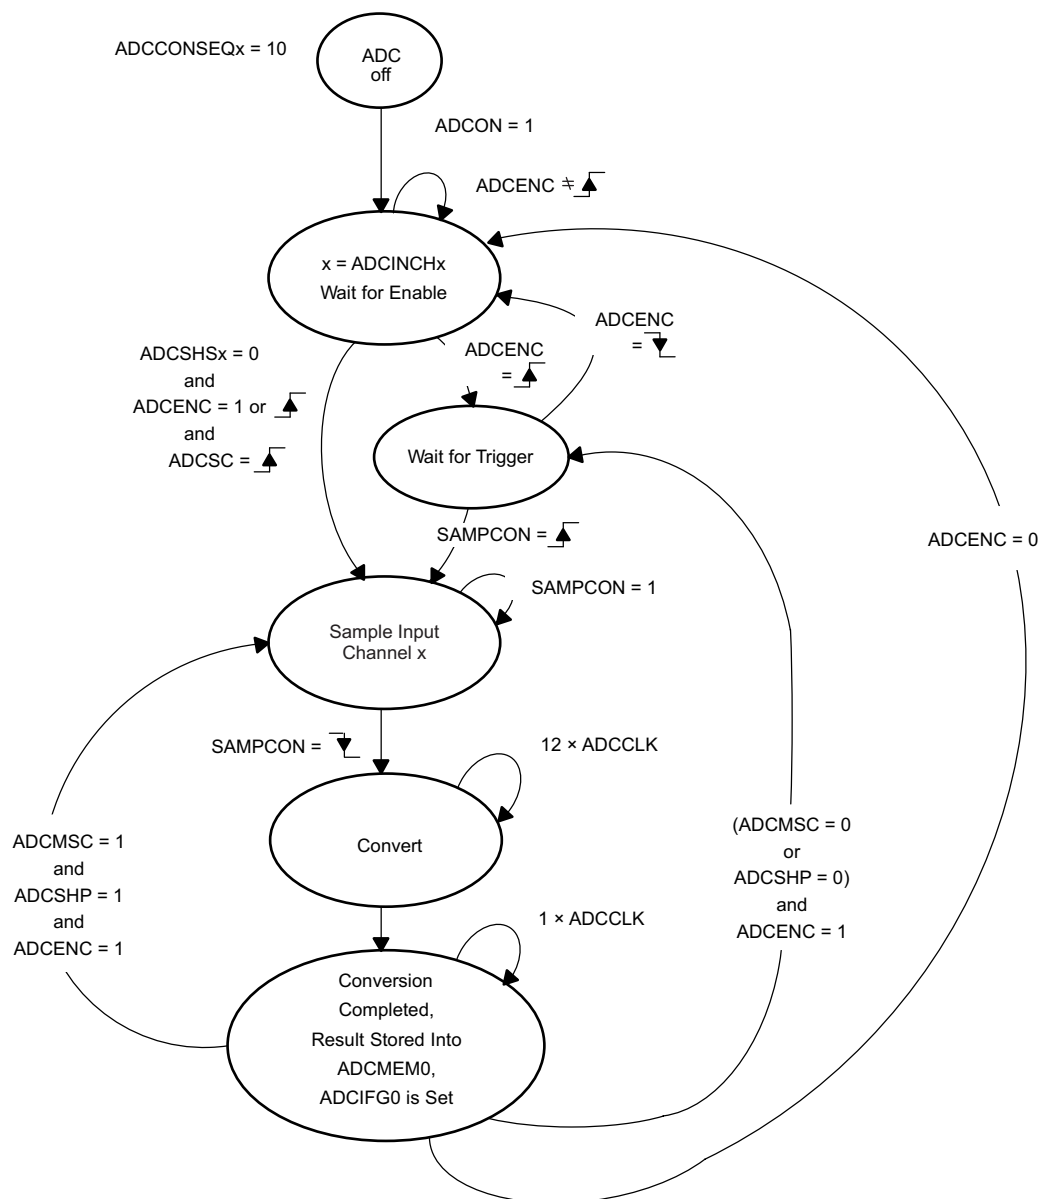 ADCCONSEQx = 10
ADC
off
ADCON = 1
ADCENC ≠
x = ADCINCHx
Wait for Enable
ADCENC
=
ADCSHSx = 0
and
ADCENC = 1 or
and
ADCSC =
ADCENC
=
Wait for Trigger
SAMPCON =
ADCENC = 0
SAMPCON = 1
Sample Input
Channel x
SAMPCON =
12 × ADCCLK
Convert
ADCMSC = 1
and
ADCSHP = 1
and
ADCENC = 1
(ADCMSC = 0
or
ADCSHP = 0)
and
ADCENC = 1
1 × ADCCLK
Conversion
Completed,
Result Stored Into
ADCMEM0,
ADCIFG0 is Set